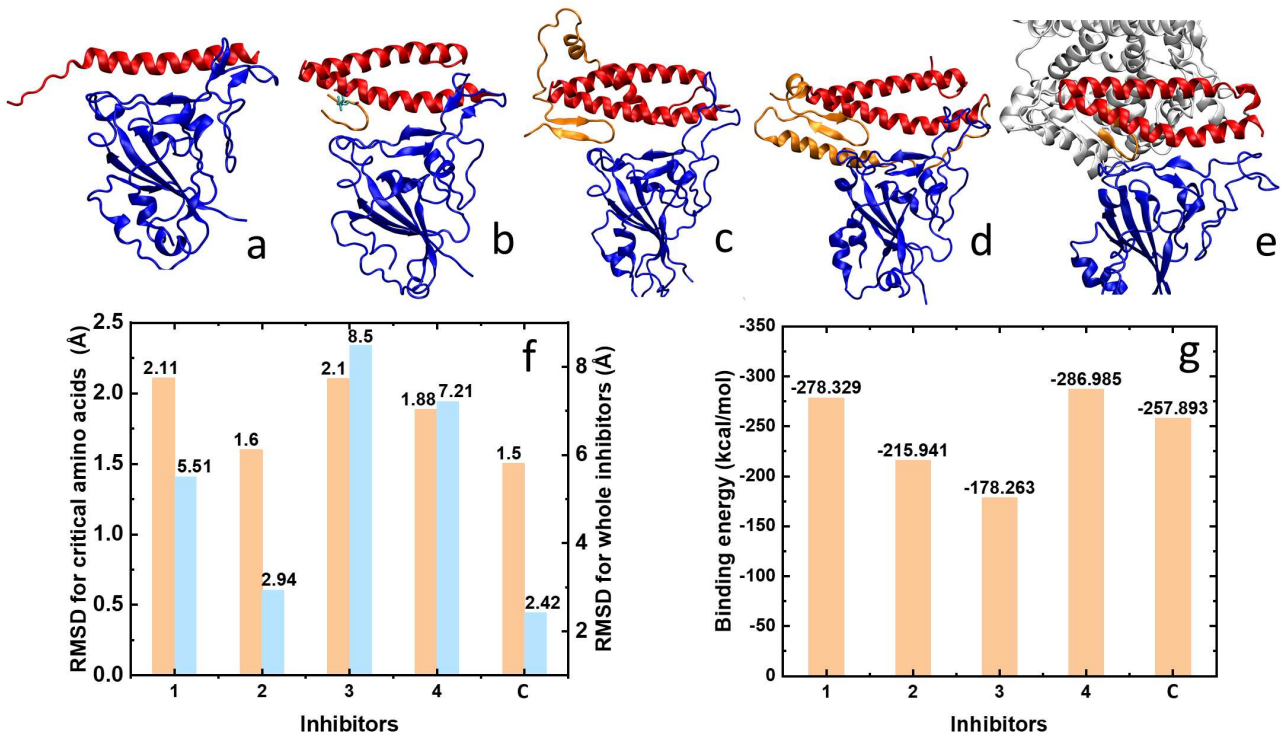 a
b
c
d
e
f
RMSD for critical amino acids (Å)
2.5
2.0
1.5
1.0
0.5
0.0
2.11
5.51
1.6
2.94
2.1
8.5
1.88
7.21
1.5
2.42
8
6
4
2
RMSD for whole inhibitors (Å)
1 2 3 4 C
Inhibitors
g
Binding energy (kcal/mol)
-350
-300
-250
-200
-150
-100
-50
0
-278.329
-215.941
-178.263
-286.985
-257.893
1 2 3 4 C
Inhibitors